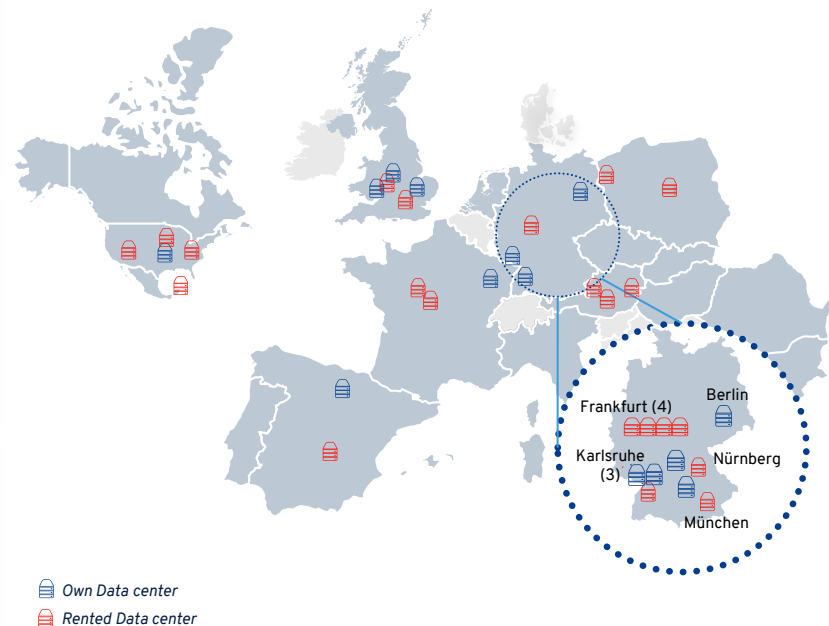 Berlin
Frankfurt (4)
Karlsruhe
(3)
Nürnberg
München
Own Data center
Rented Data center